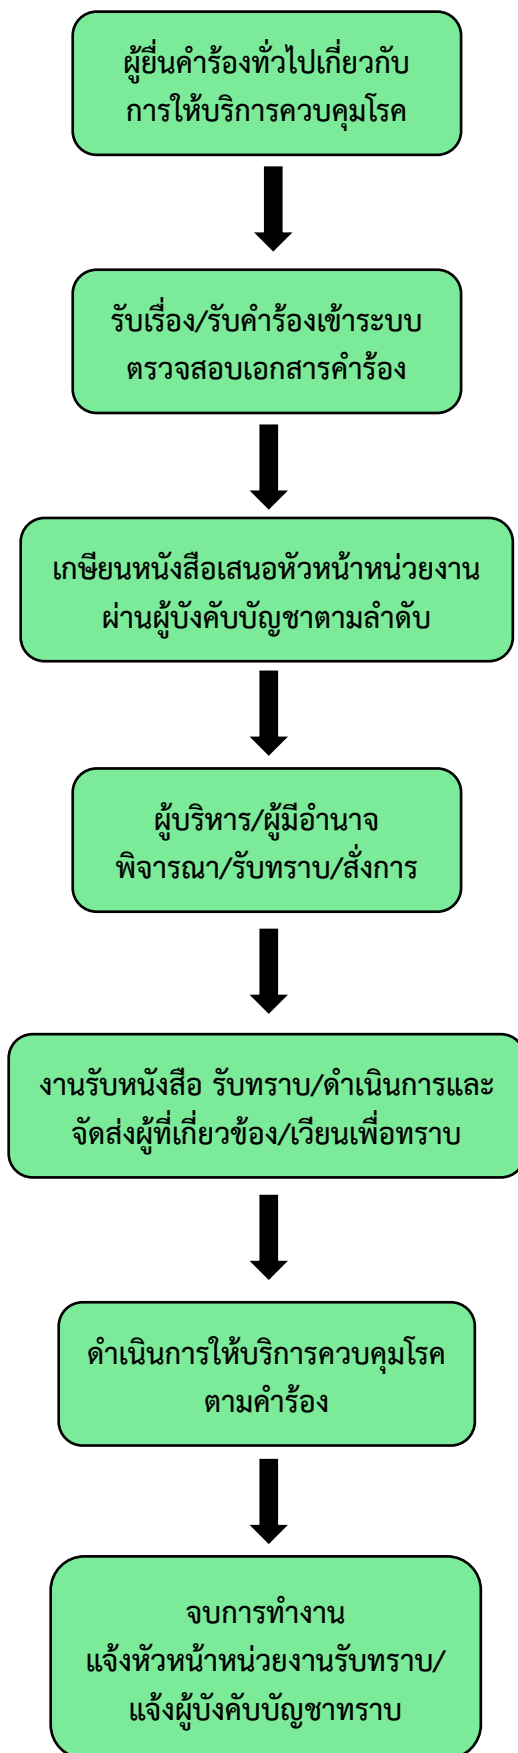 ผู้ยื่นคำร้องทั่วไปเกี่ยวกับ
การให้บริการควบคุมโรค
รับเรื่อง/รับคำร้องเข้าระบบ
ตรวจสอบเอกสารคำร้อง
เกษียนหนังสือเสนอหัวหน้าหน่วยงาน
ผ่านผู้บังคับบัญชาตามลำดับ
ผู้บริหาร/ผู้มีอำนาจ
พิจารณา/รับทราบ/สั่งการ
งานรับหนังสือ รับทราบ/ดำเนินการและ
จัดส่งผู้ที่เกี่ยวข้อง/เวียนเพื่อทราบ
ดำเนินการให้บริการควบคุมโรค
ตามคำร้อง
จบการทำงาน
แจ้งหัวหน้าหน่วยงานรับทราบ/
แจ้งผู้บังคับบัญชาทราบ